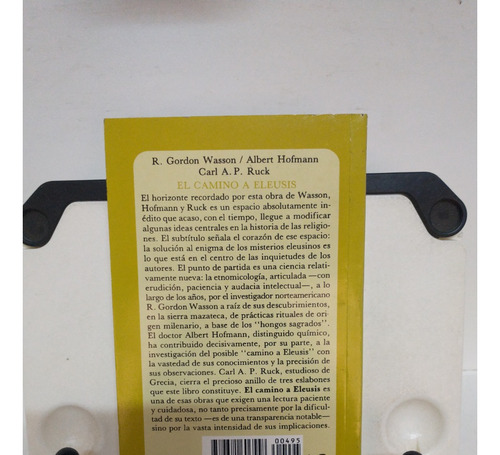 R. Gordon Wasson / Albert Hofmann
Carl A. P. Ruck
EL CAMINO A ELEUSIS
El horizonte recordado por esta obra de Wasson,
Hofmann y Ruck es un espacio absolutamente in-
édito que acaso, con el tiempo, llegue a modificar
algunas ideas centrales en la historia de las religio-
nes. El subtítulo señala el corazón de ese espacio:
la solución al enigma de los misterios eleusinos es
lo que está en el centro de las inquietudes de los
autores. El punto de partida es una ciencia relati-
vamente nueva: la etnomicología, articulada —con
erudición, paciencia y audacia intelectual—, a lo
largo de los años, por el investigador norteamericano
R. Gordon Wasson a raíz de sus descubrimientos,
en la sierra mazateca, de prácticas rituales de ori-
gen milenario, a base de los "hongos sagrados".
El doctor Albert Hofmann, distinguido químico,
ha contribuido decisivamente, por su parte, a la
investigación del posible "camino a Eleusis" con
la vastedad de sus conocimientos y la precisión de
sus observaciones. Carl A. P. Ruck, estudioso de
Grecia, cierra el precioso anillo de tres eslabones
que este libro constituye. El camino a Eleusis es
una de esas obras que exigen una lectura paciente
y cuidadosa, no tanto precisamente por la dificul-
tad de su texto —es de una transparencia notable—
sino por la vasta intensidad de sus implicaciones.
00495